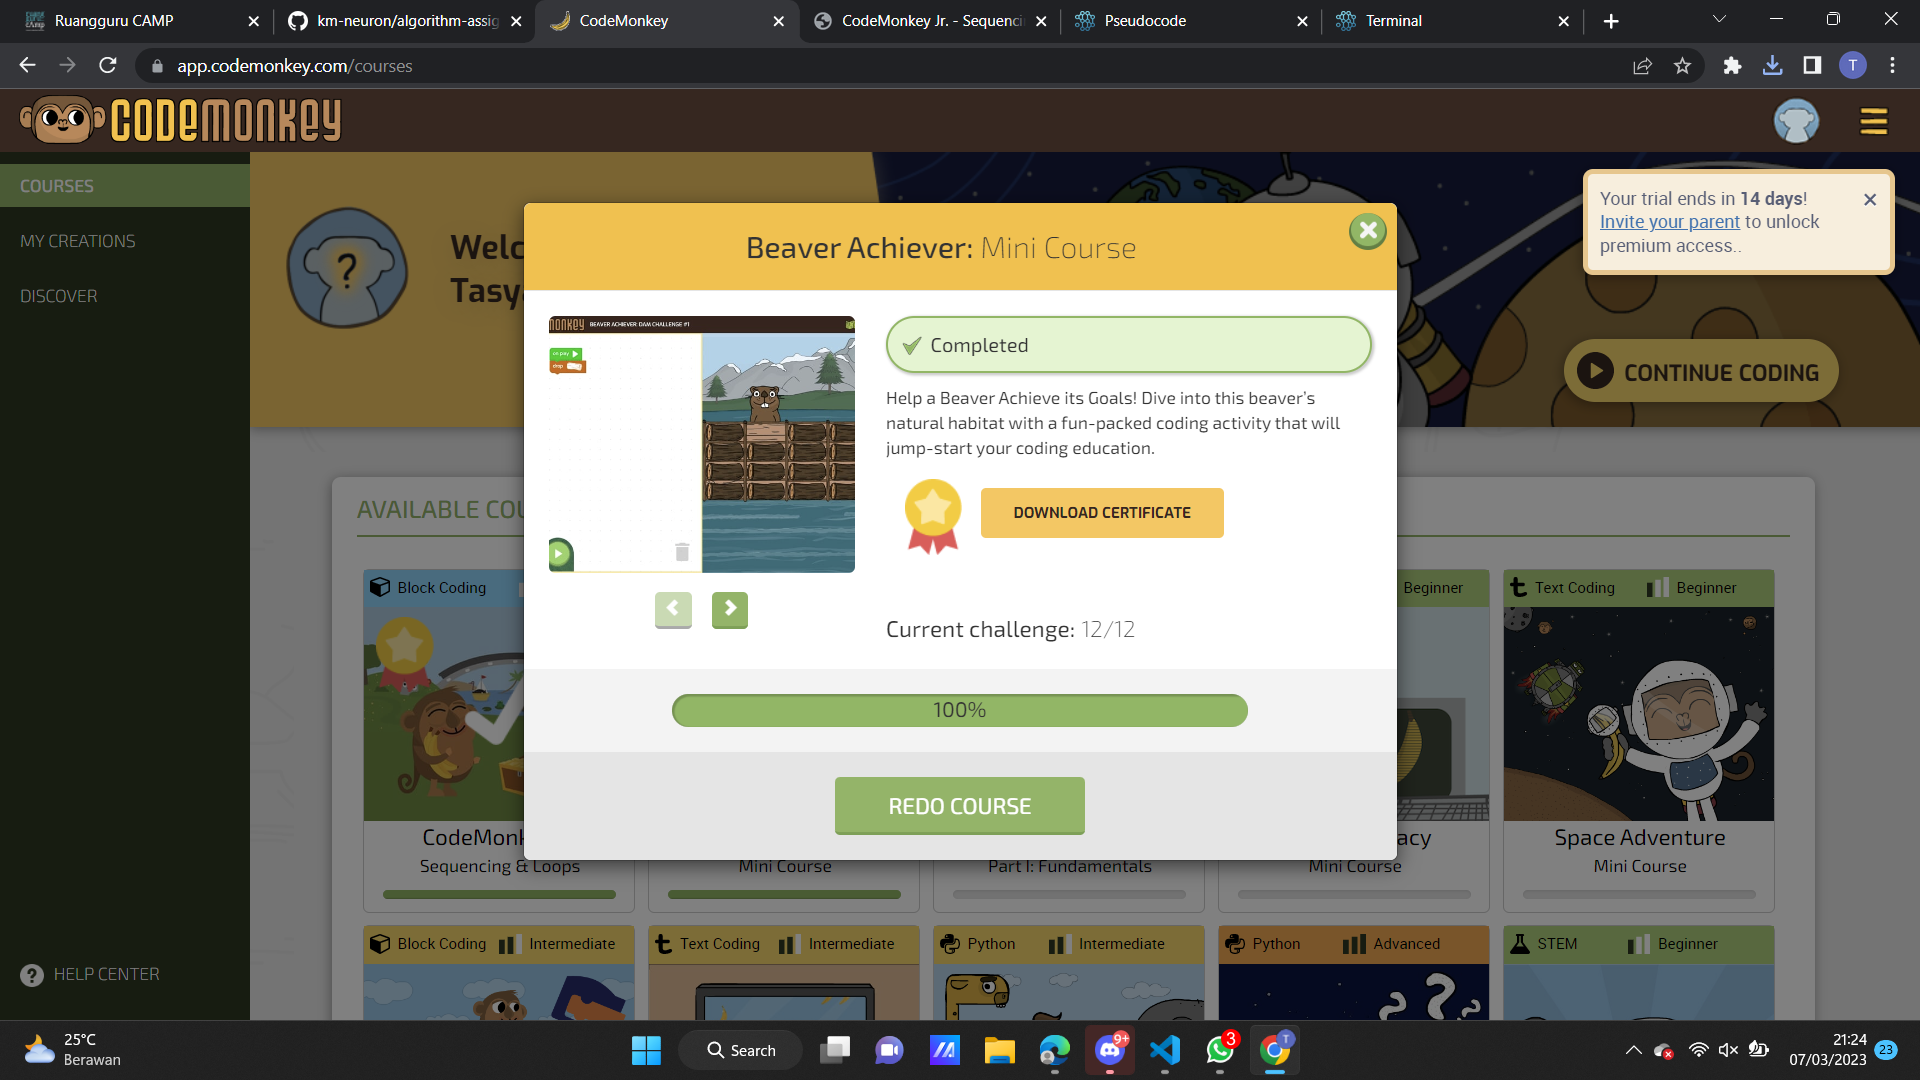 Ruangguru CAMP
km-neuron/algorithm-assig
CodeMonkey
CodeMonkey Jr. - Sequenci
Pseudocode
Terminal
app.codemonkey.com/courses
T
CODEMONKEY
COURSES
MY CREATIONS
DISCOVER
HELP CENTER
Welc
Tasy
Your trial ends in 14 days!
Invite your parent to unlock
premium access..
CONTINUE CODING
Beaver Achiever: Mini Course
MONKEY BEAVER ACHIEVER: DAM CHALLENGE #1
on play
drop
Completed
Help a Beaver Achieve its Goals! Dive into this beaver's
natural habitat with a fun-packed coding activity that will
jump-start your coding education.
DOWNLOAD CERTIFICATE
Current challenge: 12/12
100%
REDO COURSE
AVAILABLE COU
Block Coding
Beginner
Text Coding Beginner
CodeMonk
Sequencing & Loops
Mini Course
Part I: Fundamentals
acy
Mini Course
Space Adventure
Mini Course
Block Coding Intermediate
Text Coding Intermediate
Python Intermediate
Python Advanced
STEM Beginner
25°C
Berawan
Search
9+
3
T
21:24
07/03/2023
23